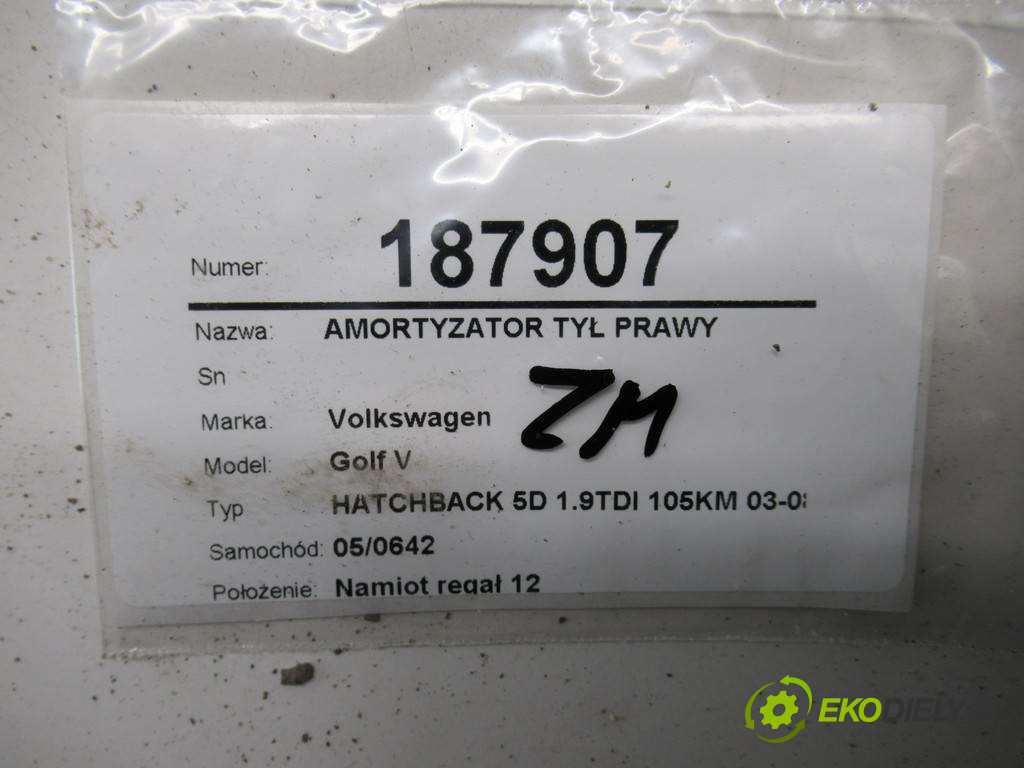 Numer: 187907
Nazwa: AMORTYZATOR TYŁ PRAWY
Sn
ZM
Marka: Volkswagen
Model: Golf V
Typ HATCHBACK 5D 1.9TDI 105KM 03-08
Samochód: 05/0642
Położenie: Namiot regał 12
EKODIELY